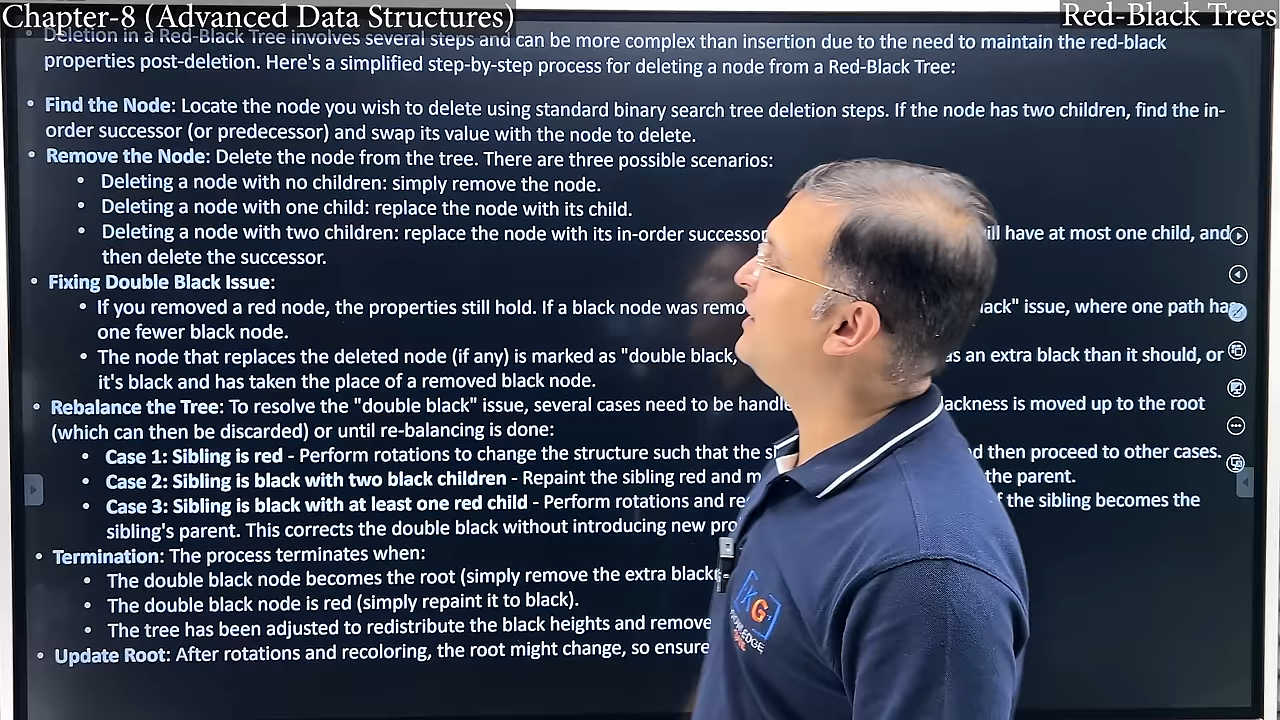 Chapter-8 (Advanced Data Structures)
Red-Black Trees
• Deletion in a Red-Black Tree involves several steps and can be more complex than insertion due to the need to maintain the red-black
properties post-deletion. Here's a simplified step-by-step process for deleting a node from a Red-Black Tree:
• Find the Node: Locate the node you wish to delete using standard binary search tree deletion steps. If the node has two children, find the in-
order successor (or predecessor) and swap its value with the node to delete.
• Remove the Node: Delete the node from the tree. There are three possible scenarios:
• Deleting a node with no children: simply remove the node.
• Deleting a node with one child: replace the node with its child.
• Deleting a node with two children: replace the node with its in-order successor will have at most one child, and
then delete the successor.
• Fixing Double Black Issue:
• If you removed a red node, the properties still hold. If a black node was issue, where one path has
one fewer black node.
• The node that replaces the deleted node (if any) is marked as "double black, as an extra black than it should, or
it's black and has taken the place of a removed black node.
• Rebalance the Tree: To resolve the "double black" issue, several cases need to be is moved up to the root
(which can then be discarded) or until re-balancing is done:
• Case 1: Sibling is red - Perform rotations to change the structure such that the then proceed to other cases.
• Case 2: Sibling is black with two black children - Repaint the sibling red and the parent.
• Case 3: Sibling is black with at least one red child - Perform rotations and if the sibling becomes the
sibling's parent. This corrects the double black without introducing new
• Termination: The process terminates when:
• The double black node becomes the root (simply remove the extra
• The double black node is red (simply repaint it to black).
• The tree has been adjusted to redistribute the black heights and
• Update Root: After rotations and recoloring, the root might change, so ensure
KG